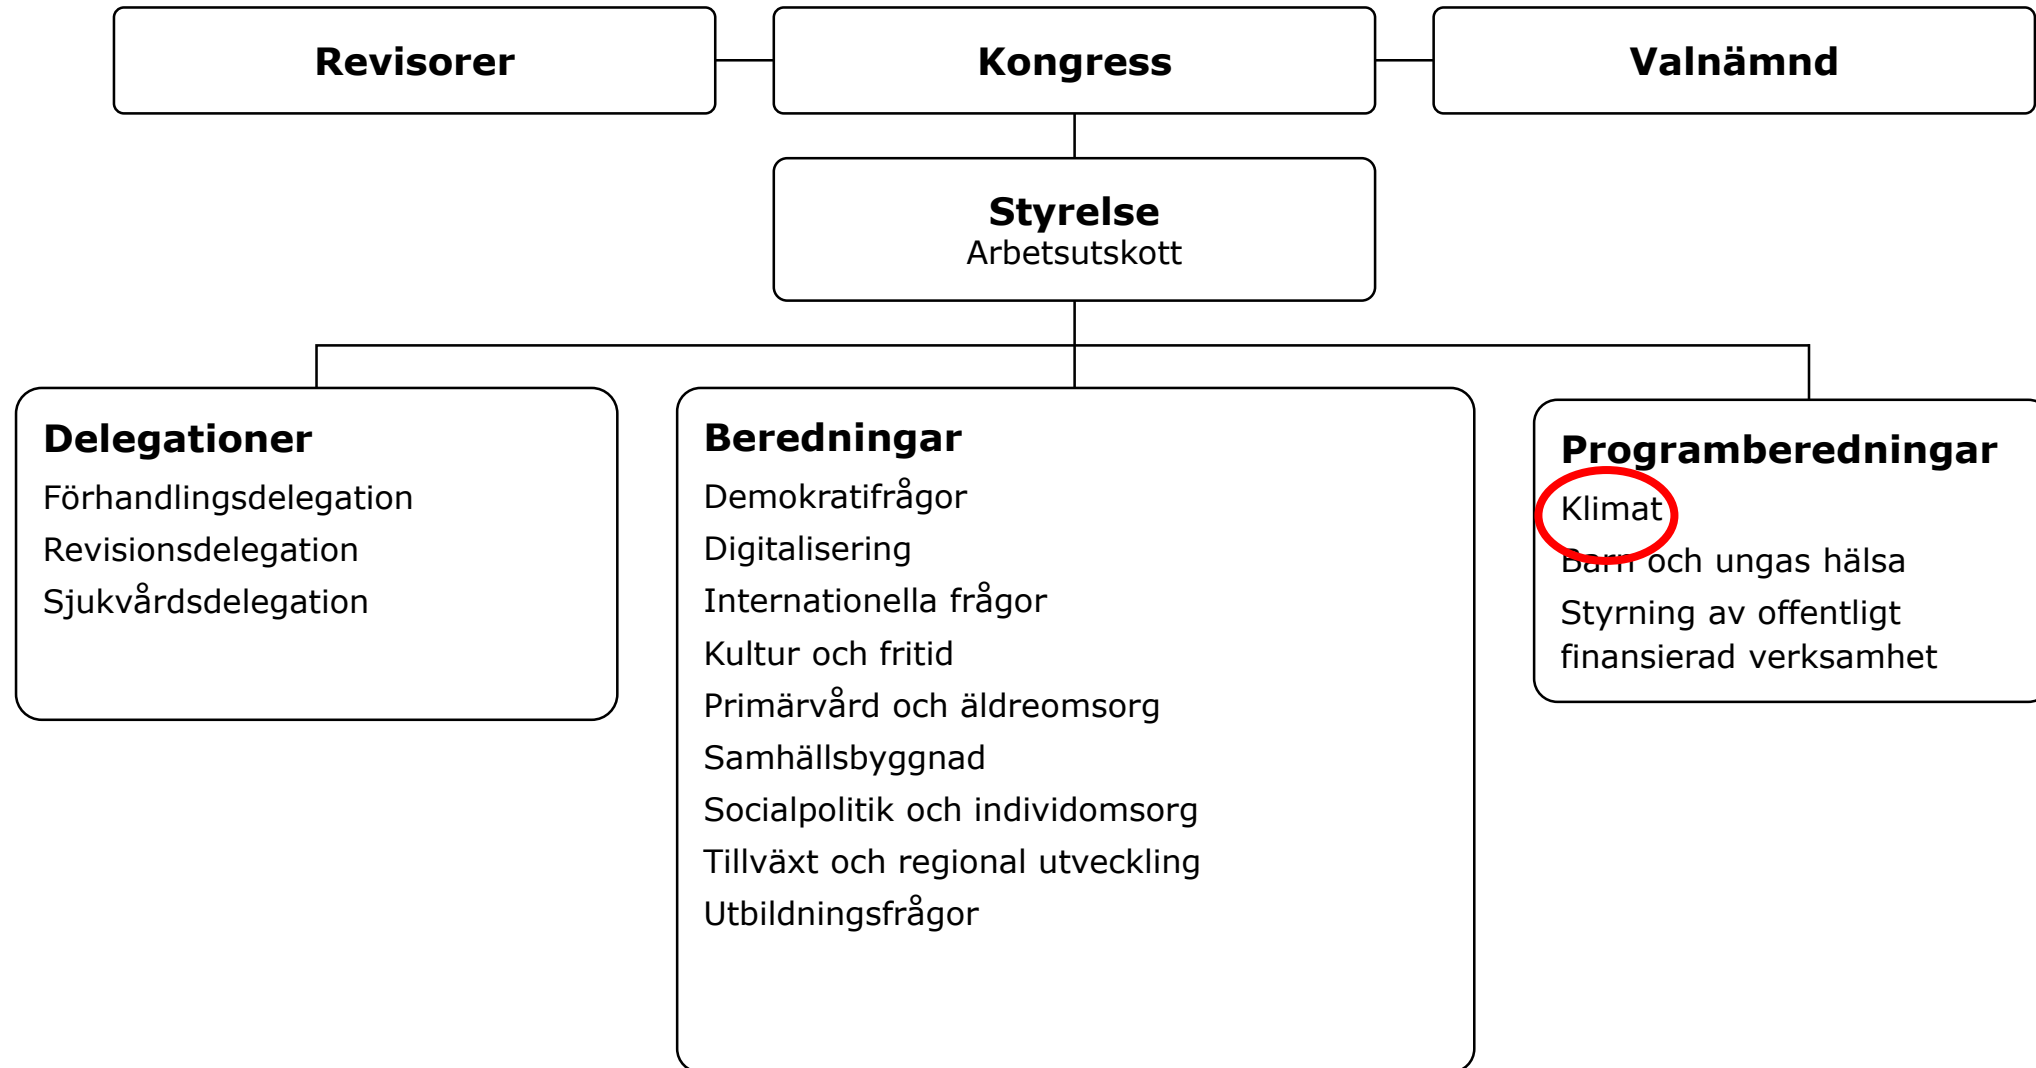 Revisorer
Kongress
Valnämnd
Styrelse
Arbetsutskott
Delegationer
Förhandlingsdelegation
Revisionsdelegation
Sjukvårdsdelegation
Beredningar
Demokratifrågor
Digitalisering
Internationella frågor
Kultur och fritid
Primärvård och äldreomsorg
Samhällsbyggnad
Socialpolitik och individomsorg
Tillväxt och regional utveckling
Utbildningsfrågor
Programberedningar
Klimat
Barn och ungas hälsa
Styrning av offentligt
finansierad verksamhet